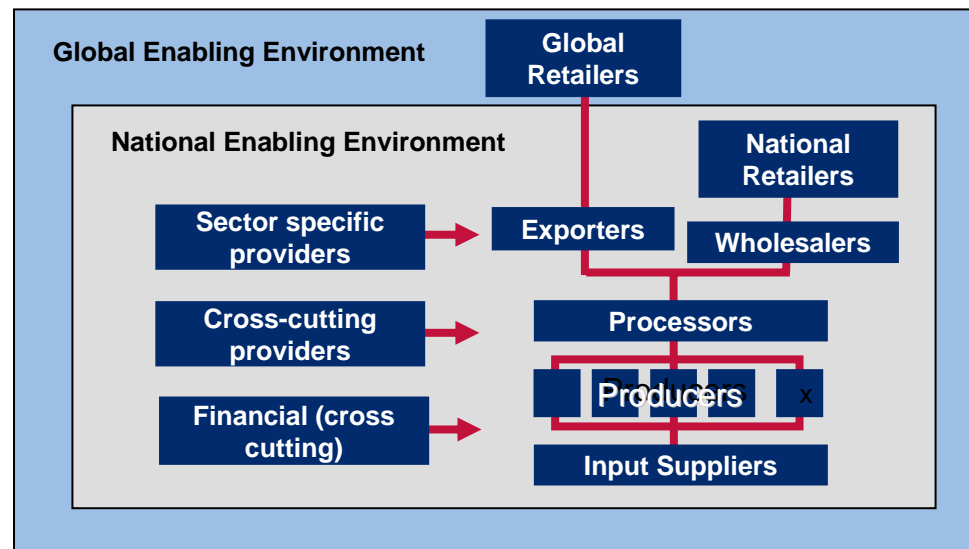 Global Enabling Environment
Global
Retailers
National Enabling Environment
National
Retailers
Sector specific
providers
Exporters
Wholesalers
Cross-cutting
providers
Processors
Producers
x
Financial (cross
cutting)
Input Suppliers